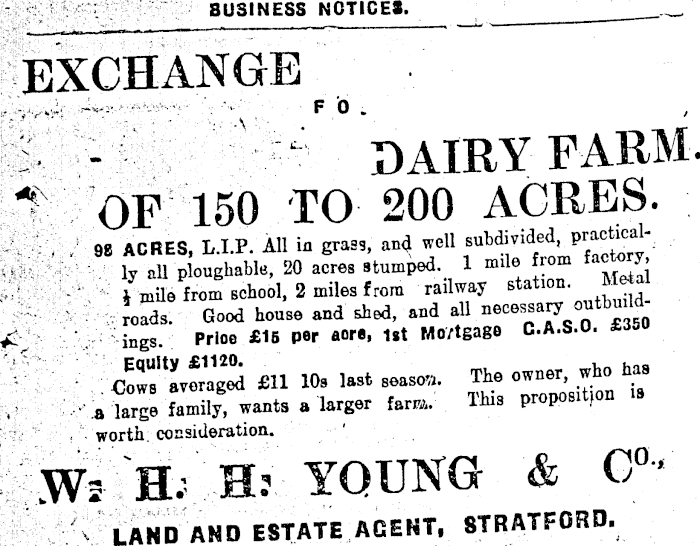 BUSINESS NOTICES.
EXCHANGE
FO.
DAIRY FARM.
OF 150 TO 200 ACRES.
98 ACRES, L.I.P. All in grass, and well subdivided, practical-
ly all ploughable, 20 acres stumped. 1 mile from factory,
½ mile from school, 2 miles from railway station. Metal
roads. Good house and shed, and all necessary outbuild-
ings. Price £15 per acre, 1st Mortgage C.A.S.O. £350
Equity £1120.
Cows averaged £11 10s last season. The owner, who has
a large family, wants a larger farm. This proposition is
worth consideration.
W. H. H. YOUNG & Co.,
LAND AND ESTATE AGENT, STRATFORD.